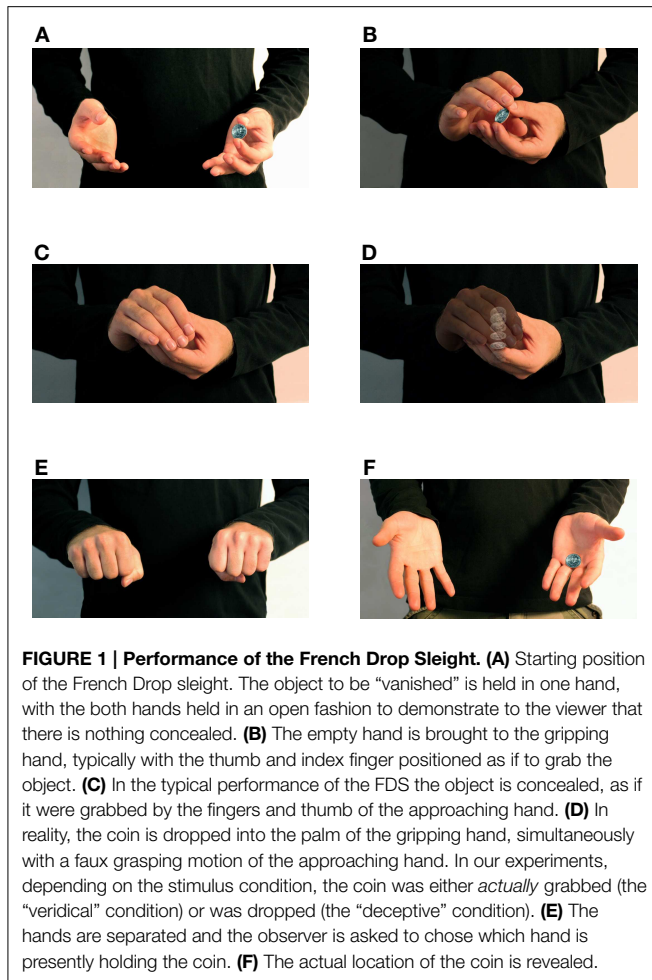 A
B
C
D
E
F
FIGURE 1 | Performance of the French Drop Sleight. (A) Starting position
of the French Drop sleight. The object to be “vanished” is held in one hand,
with the both hands held in an open fashion to demonstrate to the viewer that
there is nothing concealed. (B) The empty hand is brought to the gripping
hand, typically with the thumb and index finger positioned as if to grab the
object. (C) In the typical performance of the FDS the object is concealed, as if
it were grabbed by the fingers and thumb of the approaching hand. (D) In
reality, the coin is dropped into the palm of the gripping hand, simultaneously
with a faux grasping motion of the approaching hand. In our experiments,
depending on the stimulus condition, the coin was either actually grabbed (the
“veridical” condition) or was dropped (the “deceptive” condition). (E) The
hands are separated and the observer is asked to chose which hand is
presently holding the coin. (F) The actual location of the coin is revealed.